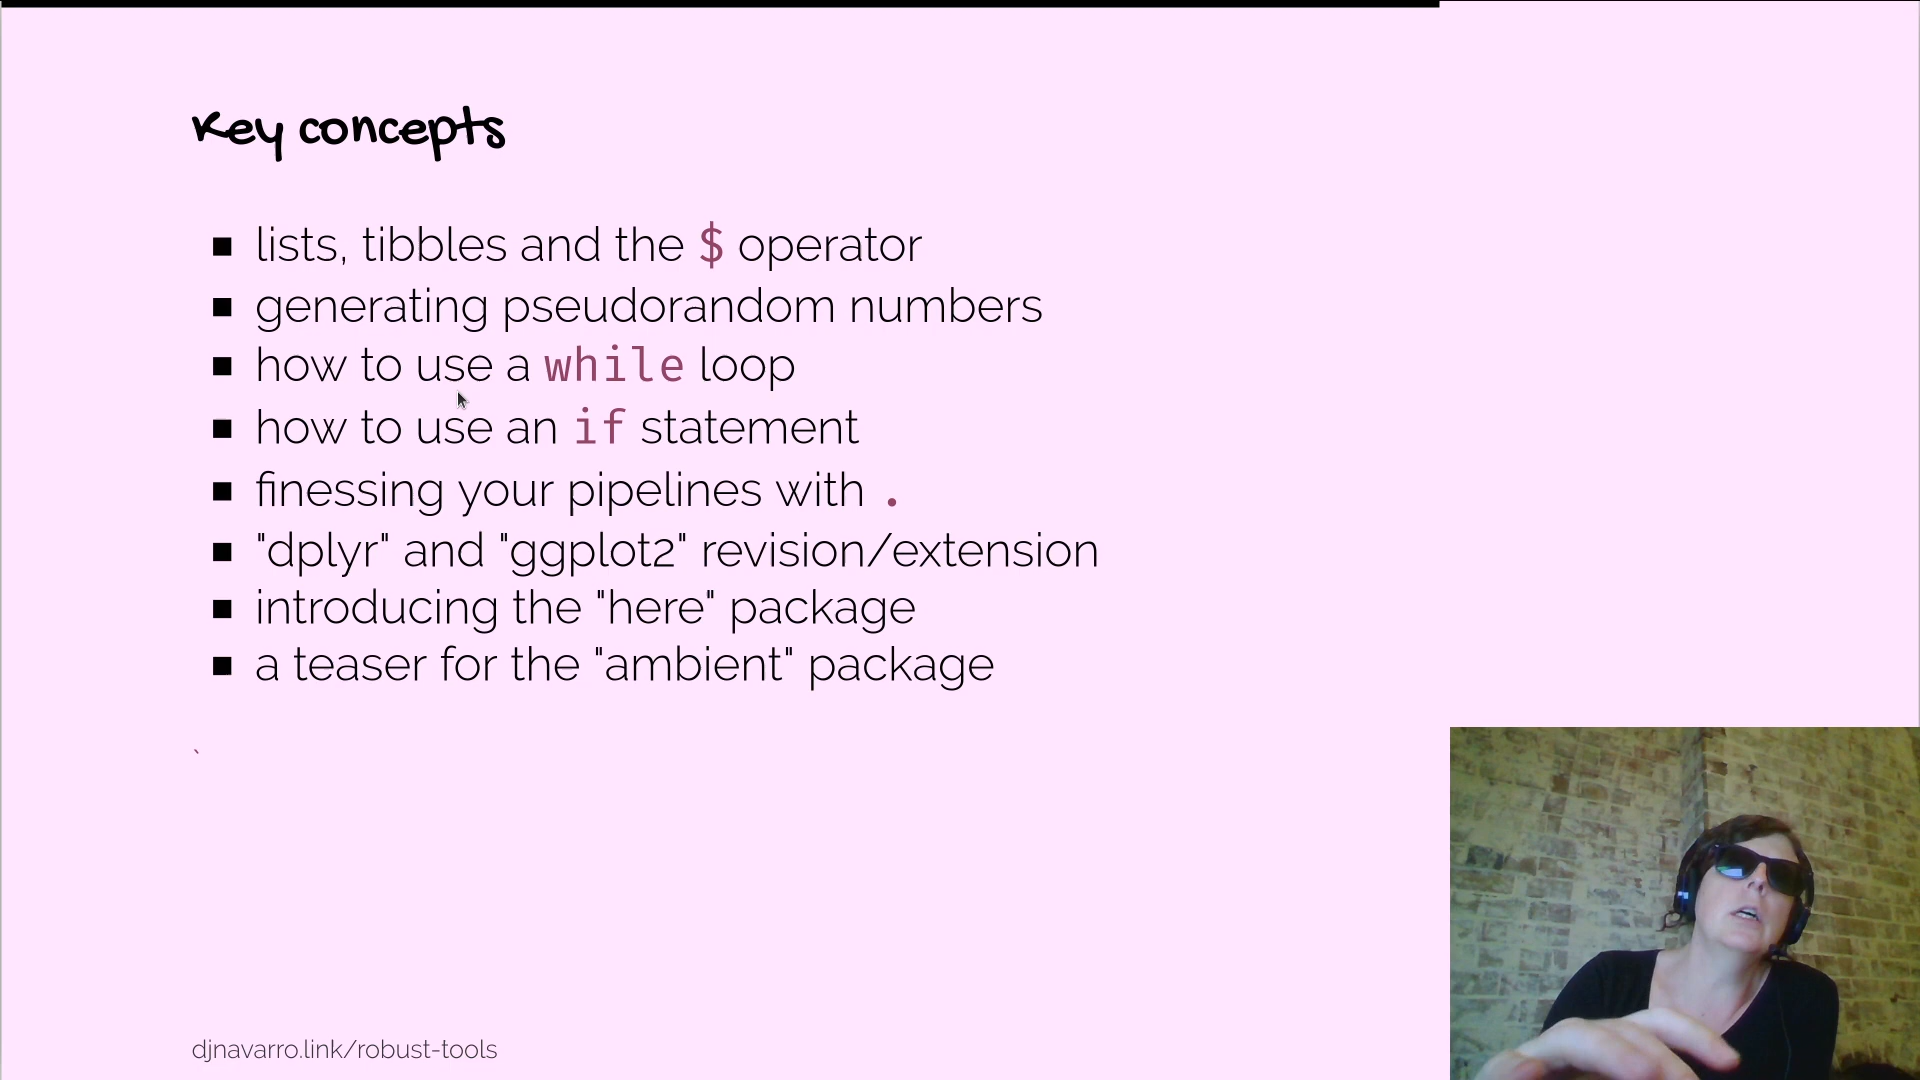 Key concepts
lists, tibbles and the $ operator
generating pseudorandom numbers
how to use a while loop
how to use an if statement
finessing your pipelines with .
"dplyr" and "ggplot2" revision/extension
introducing the "here" package
a teaser for the "ambient" package
`
djnavarro.link/robust-tools